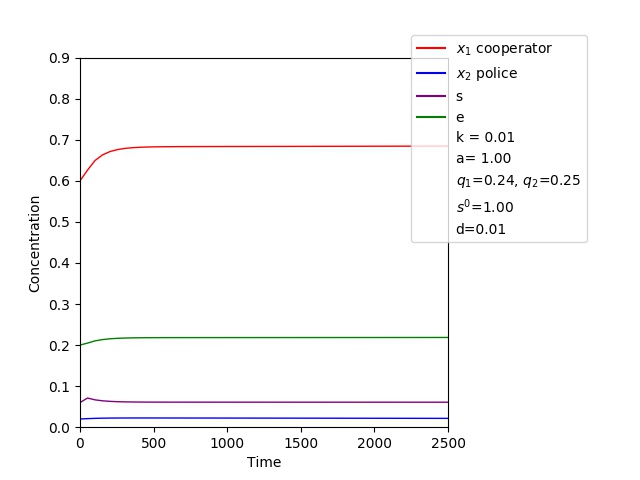 0.9
0.8
0.7
0.6
0.5
0.4
0.3
0.2
0.1
0.0
Concentration
0 500 1000 1500 2000 2500
Time
x₁ cooperator
x₂ police
s
e
k = 0.01
a= 1.00
q₁=0.24, q₂=0.25
s⁰=1.00
d=0.01